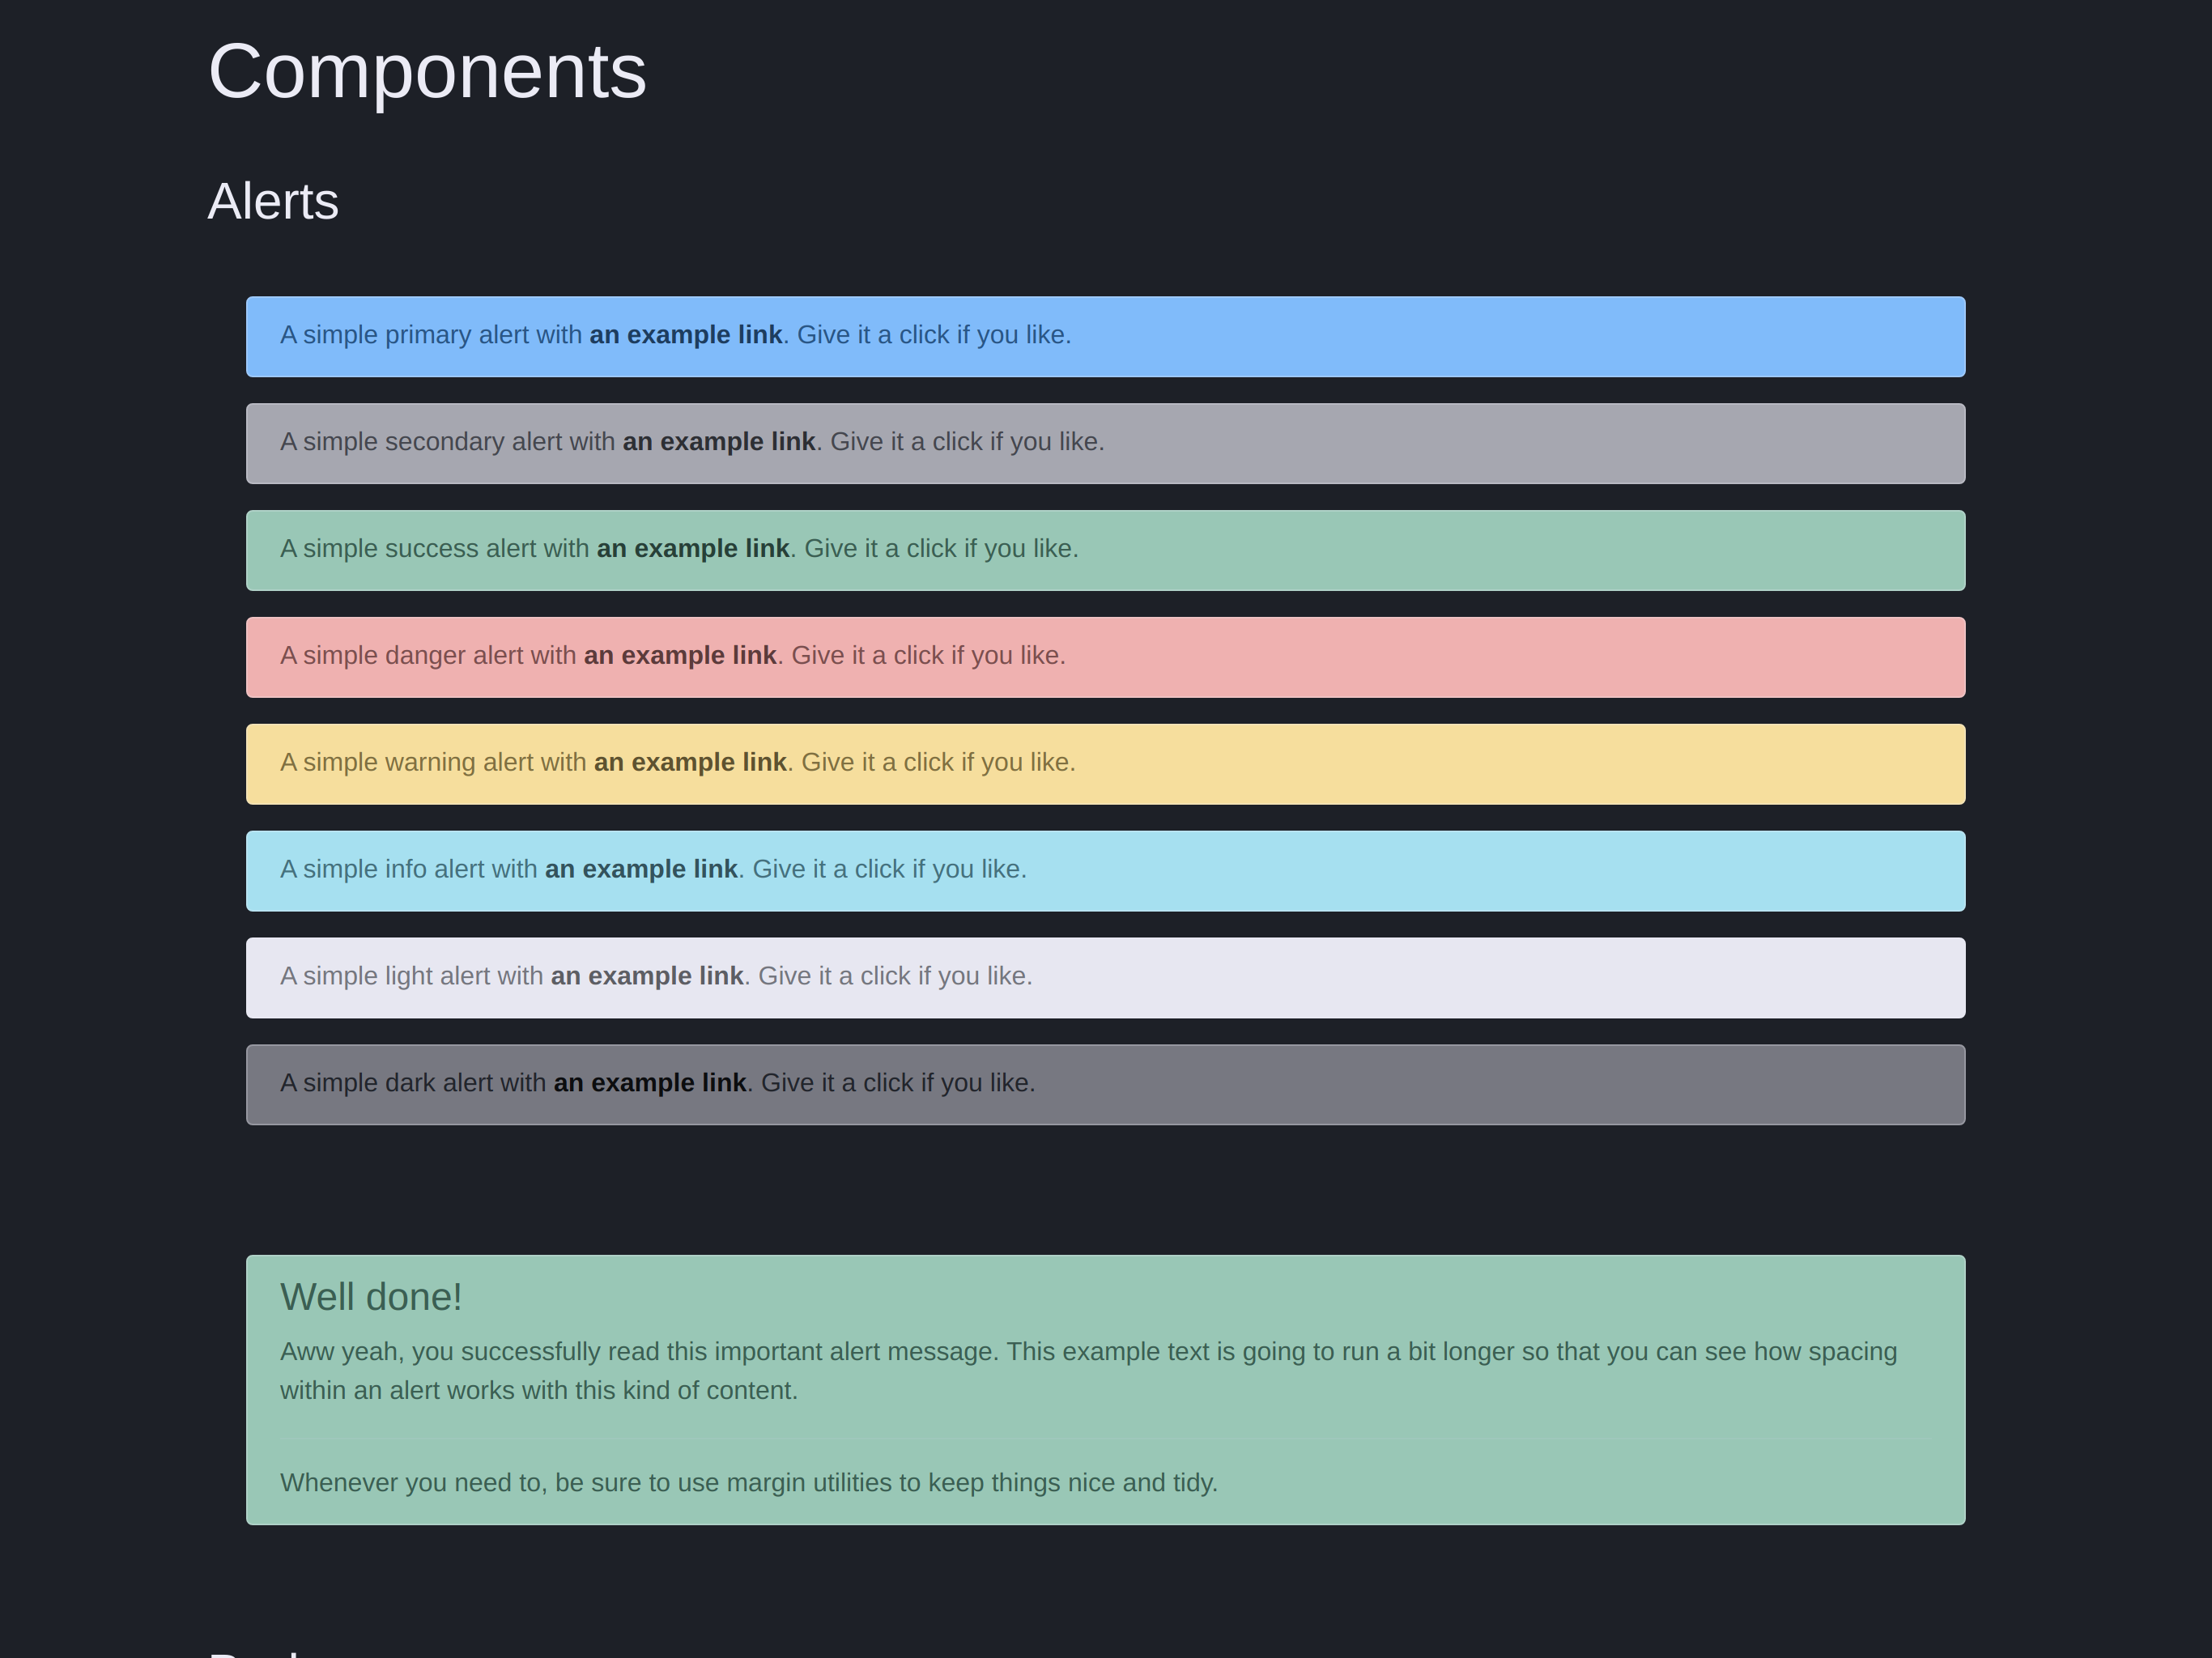 Components
Alerts
A simple primary alert with an example link. Give it a click if you like.
A simple secondary alert with an example link. Give it a click if you like.
A simple success alert with an example link. Give it a click if you like.
A simple danger alert with an example link. Give it a click if you like.
A simple warning alert with an example link. Give it a click if you like.
A simple info alert with an example link. Give it a click if you like.
A simple light alert with an example link. Give it a click if you like.
A simple dark alert with an example link. Give it a click if you like.
Well done!
Aww yeah, you successfully read this important alert message. This example text is going to run a bit longer so that you can see how spacing
within an alert works with this kind of content.
Whenever you need to, be sure to use margin utilities to keep things nice and tidy.